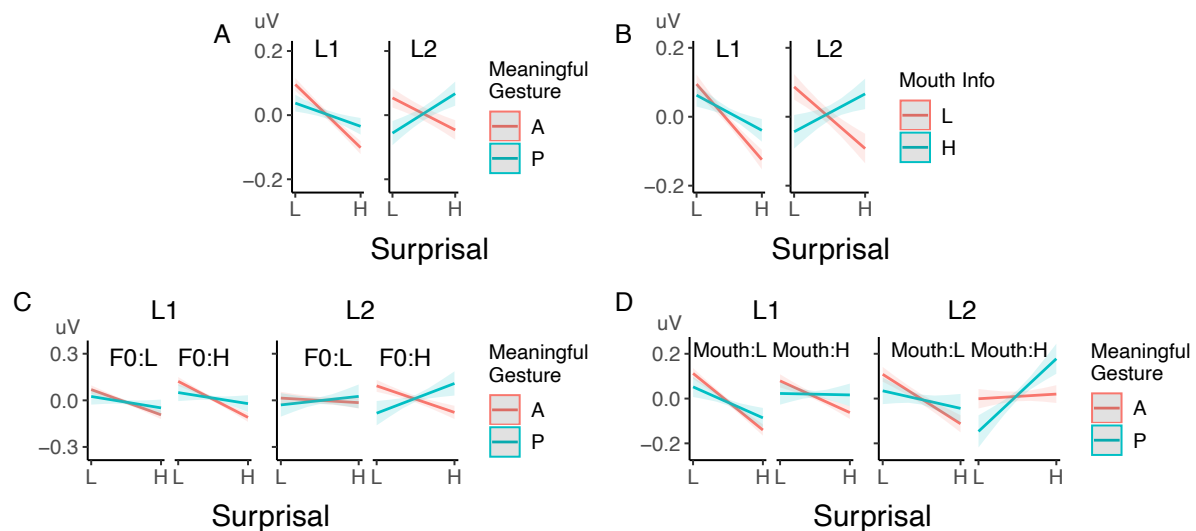 A
uV
L1 L2
0.2
0.0
−0.2
L H L H
Surprisal
Meaningful
Gesture
A
P
B
uV
L1 L2
0.2
0.0
−0.2
L H L H
Surprisal
Mouth Info
L
H
C
L1 L2
uV
F0:L F0:H F0:L F0:H
0.3
0.0
−0.3
L H L H L H L H
Surprisal
Meaningful
Gesture
A
P
D
L1 L2
uV
Mouth:L Mouth:H Mouth:L Mouth:H
0.2
0.0
−0.2
L H L H L H L H
Surprisal
Meaningful
Gesture
A
P